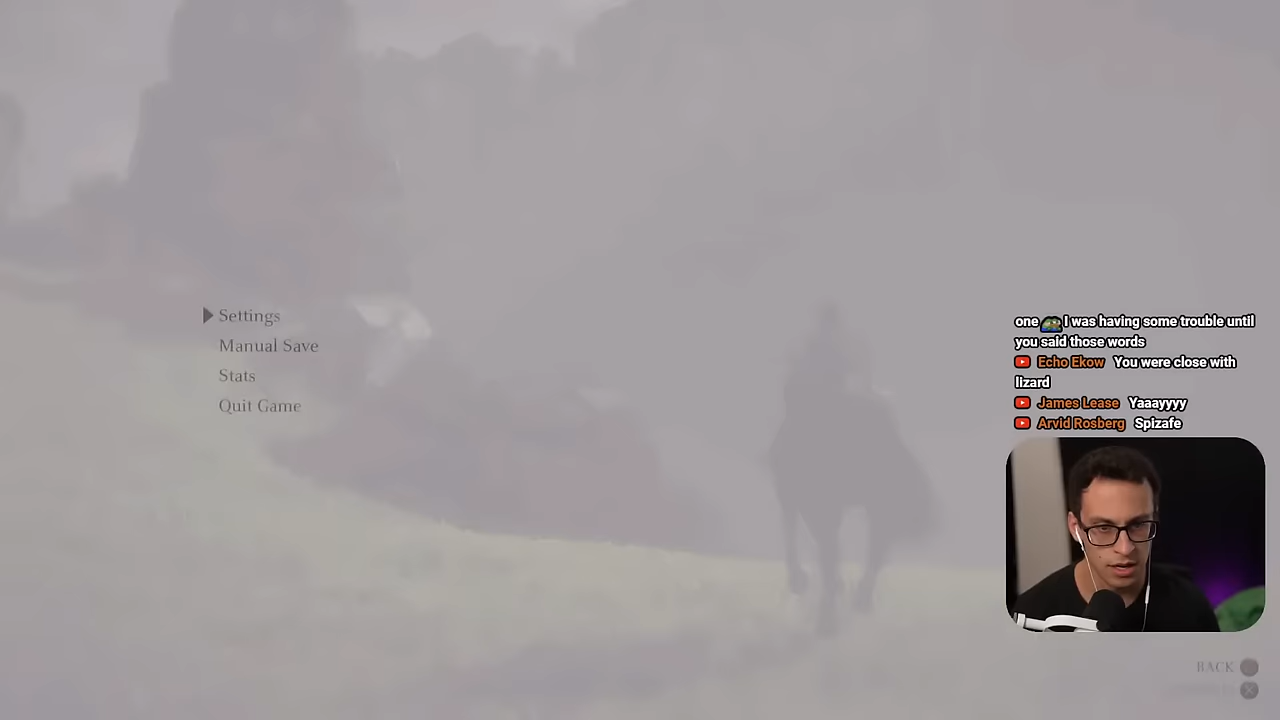 Settings
Manual Save
Stats
Quit Game
one I was having some trouble until
you said those words
Echo Ekow You were close with
lizard
James Lease Yaaayyyy
Arvid Rosberg Spizafe
BACK